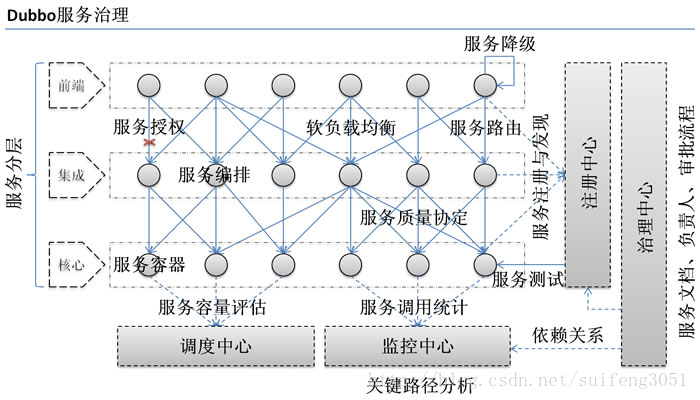 Dubbo服务治理
服务降级
前端
服务授权
软负载均衡
服务路由
服务分层
集成
服务编排
服务注册与发现
注册中心
治理中心
服务文档、负责人、审批流程
服务质量协定
核心
服务容器
服务测试
服务容量评估
服务调用统计
调度中心
监控中心
依赖关系
关键路径分析
http://blog.csdn.net/suifeng3051